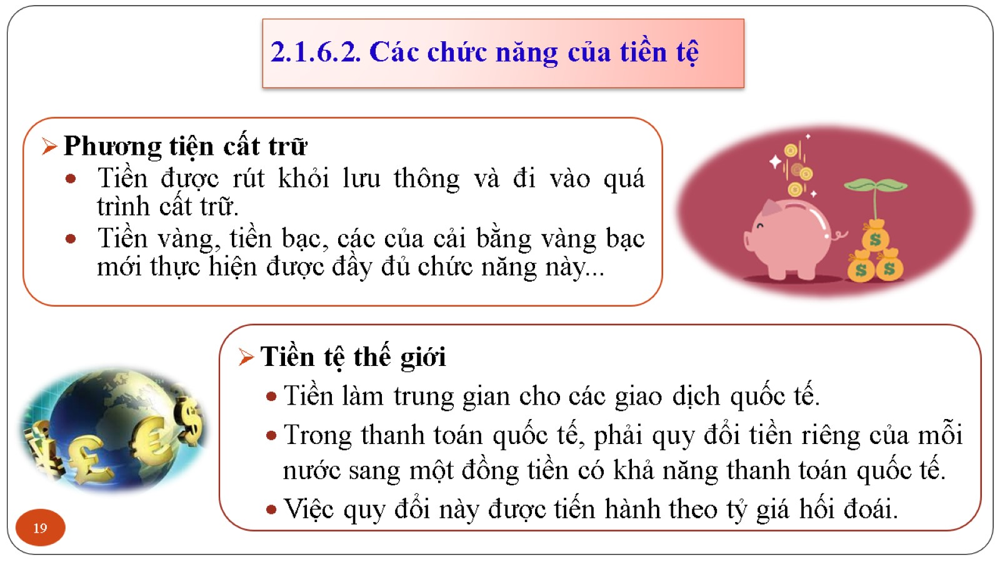 2.1.6.2. Các chức năng của tiền tệ
Phương tiện cất trữ
Tiền được rút khỏi lưu thông và đi vào quá
trình cất trữ.
Tiền vàng, tiền bạc, các của cải bằng vàng bạc
mới thực hiện được đầy đủ chức năng này...
Tiền tệ thế giới
Tiền làm trung gian cho các giao dịch quốc tế.
Trong thanh toán quốc tế, phải quy đổi tiền riêng của mỗi
nước sang một đồng tiền có khả năng thanh toán quốc tế.
Việc quy đổi này được tiến hành theo tỷ giá hối đoái.
19